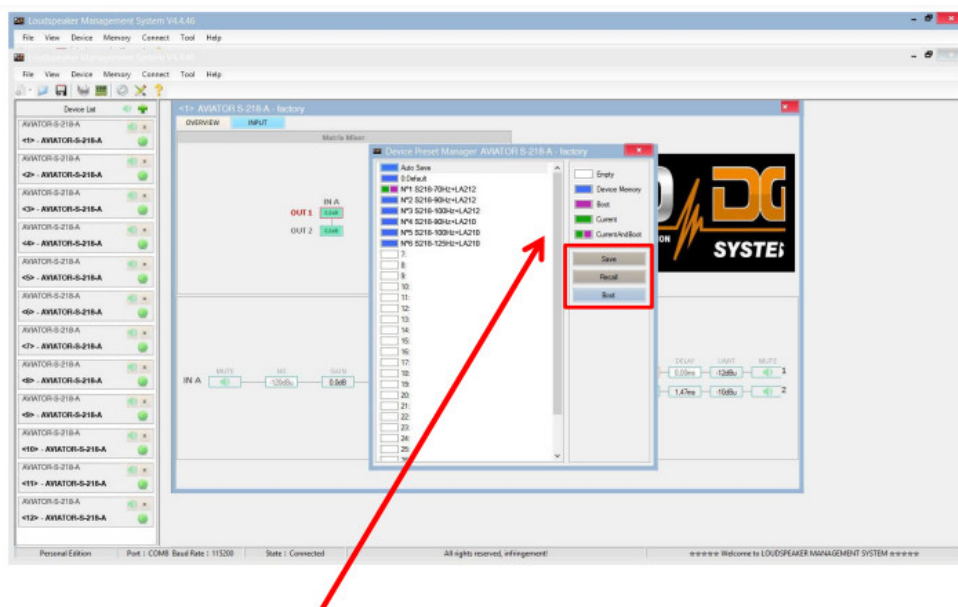 Loudspeaker Management System V4.4.46
File View Device Memory Connect Tool Help
File View Device Memory Connect Tool Help
Device List
AVIATOR-S-218-A
<1> - AVIATOR-S-218-A
AVIATOR-S-218-A
<2> - AVIATOR-S-218-A
AVIATOR-S-218-A
<3> - AVIATOR-S-218-A
AVIATOR-S-218-A
<4> - AVIATOR-S-218-A
AVIATOR-S-218-A
<5> - AVIATOR-S-218-A
AVIATOR-S-218-A
<6> - AVIATOR-S-218-A
AVIATOR-S-218-A
<7> - AVIATOR-S-218-A
AVIATOR-S-218-A
<8> - AVIATOR-S-218-A
AVIATOR-S-218-A
<9> - AVIATOR-S-218-A
AVIATOR-S-218-A
<10> - AVIATOR-S-218-A
AVIATOR-S-218-A
<11> - AVIATOR-S-218-A
AVIATOR-S-218-A
<12> - AVIATOR-S-218-A
<1> AVIATOR S-218-A - factory
OVERVIEW INPUT
Matrix Mixer
IN A
OUT 1
OUT 2
MUTE NG GAIN
IN A -120dBu 0.0dB
Device Preset Manager AVIATOR S-218-A - factory
Auto Save
0:Default
Nº1 S218-70Hz+LA212
Nº2 S218-90Hz+LA212
Nº3 S218-100Hz+LA212
Nº4 S218-90Hz+LA210
Nº5 S218-100Hz+LA210
Nº6 S218-125Hz+LA210
7:
8:
9:
10:
11:
12:
13:
14:
15:
16:
17:
18:
19:
20:
21:
22:
23:
24:
25:
Empty
Device Memory
Boot
Current
CurrentAndBoot
Save
Recall
Boot
DG
SYSTE
DELAY LIMIT MUTE
0,00ms -12dBu 1
1,47ms -10dBu 2
Personal Edition Port : COM8 Baud Rate : 115200 State : Connected All rights reserved, infringement! ***** Welcome to LOUDSPEAKER MANAGEMENT SYSTEM *****